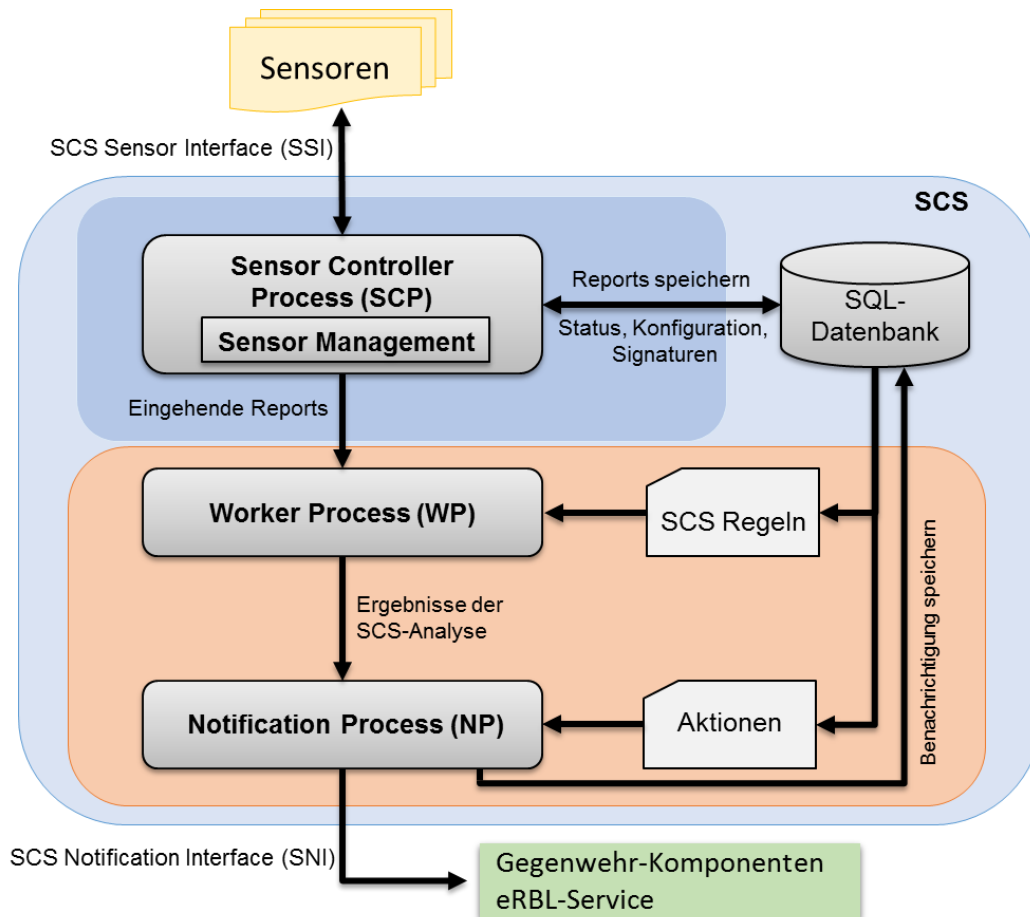 Sensoren
SCS Sensor Interface (SSI)
SCS
Sensor Controller
Process (SCP)
Sensor Management
Reports speichern
Status, Konfiguration,
Signaturen
SQL-
Datenbank
Eingehende Reports
Worker Process (WP)
SCS Regeln
Ergebnisse der
SCS-Analyse
Benachrichtigung speichern
Notification Process (NP)
Aktionen
SCS Notification Interface (SNI)
Gegenwehr-Komponenten
eRBL-Service